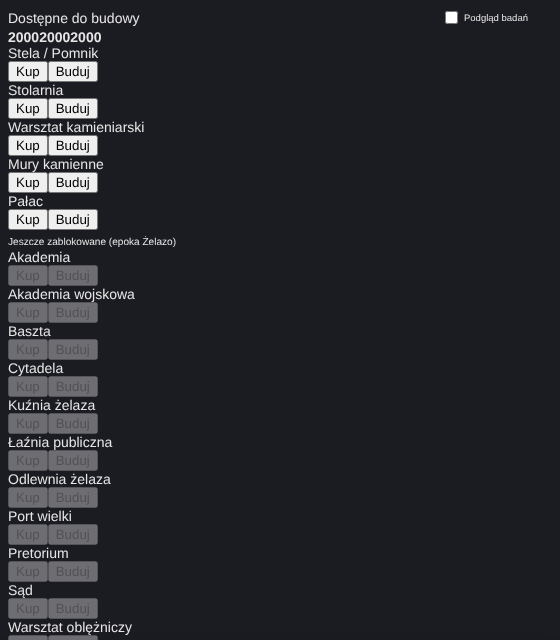 Dostępne do budowy
Podgląd badań
200020002000
Stela / Pomnik
Kup Buduj
Stolarnia
Kup Buduj
Warsztat kamieniarski
Kup Buduj
Mury kamienne
Kup Buduj
Pałac
Kup Buduj
Jeszcze zablokowane (epoka Żelazo)
Akademia
Kup Buduj
Akademia wojskowa
Kup Buduj
Baszta
Kup Buduj
Cytadela
Kup Buduj
Kuźnia żelaza
Kup Buduj
Łaźnia publiczna
Kup Buduj
Odlewnia żelaza
Kup Buduj
Port wielki
Kup Buduj
Pretorium
Kup Buduj
Sąd
Kup Buduj
Warsztat oblężniczy